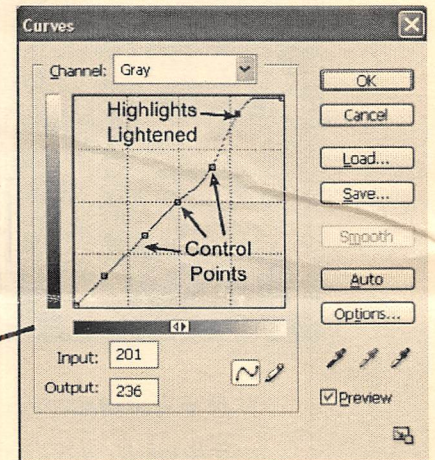 Curves
Channel: Gray
OK
Cancel
Load...
Save...
Smooth
Auto
Options...
Preview
Highlights
Lightened
Control
Points
Input: 201
Output: 236